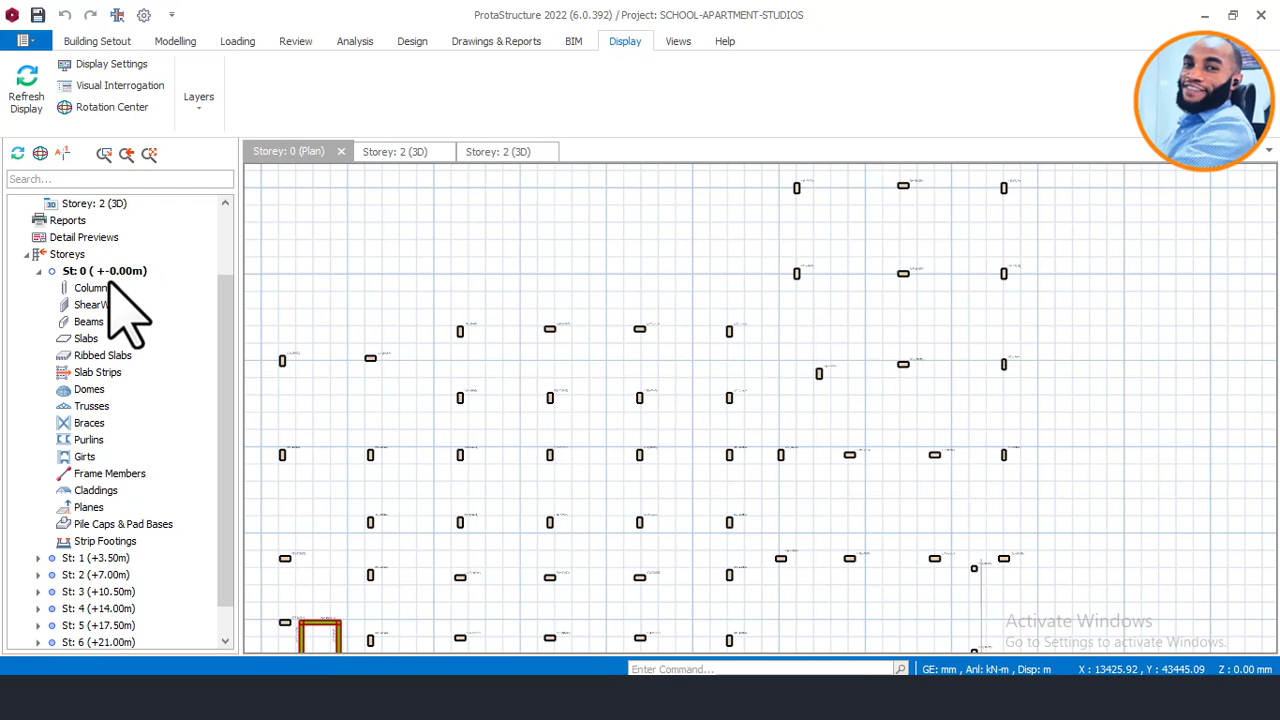 ProtaStructure 2022 (6.0.392) / Project: SCHOOL-APARTMENT-STUDIOS
Building Setout Modelling Loading Review Analysis Design Drawings & Reports BIM Display Views Help
Refresh Display
Display Settings
Visual Interrogation
Rotation Center
Layers
Search...
Storey: 0 (Plan) Storey: 2 (3D) Storey: 2 (3D)
Storey: 2 (3D)
Reports
Detail Previews
Storeys
St: 0 ( +-0.00m)
Column
ShearW
Beams
Slabs
Ribbed Slabs
Slab Strips
Domes
Trusses
Braces
Purlins
Girts
Frame Members
Claddings
Planes
Pile Caps & Pad Bases
Strip Footings
St: 1 (+3.50m)
St: 2 (+7.00m)
St: 3 (+10.50m)
St: 4 (+14.00m)
St: 5 (+17.50m)
St: 6 (+21.00m)
Activate Windows
Go to Settings to activate Windows.
Enter Command...
GE: mm , Anl: kN-m , Disp: m X : 13425.92 , Y : 43445.09 Z : 0.00 mm